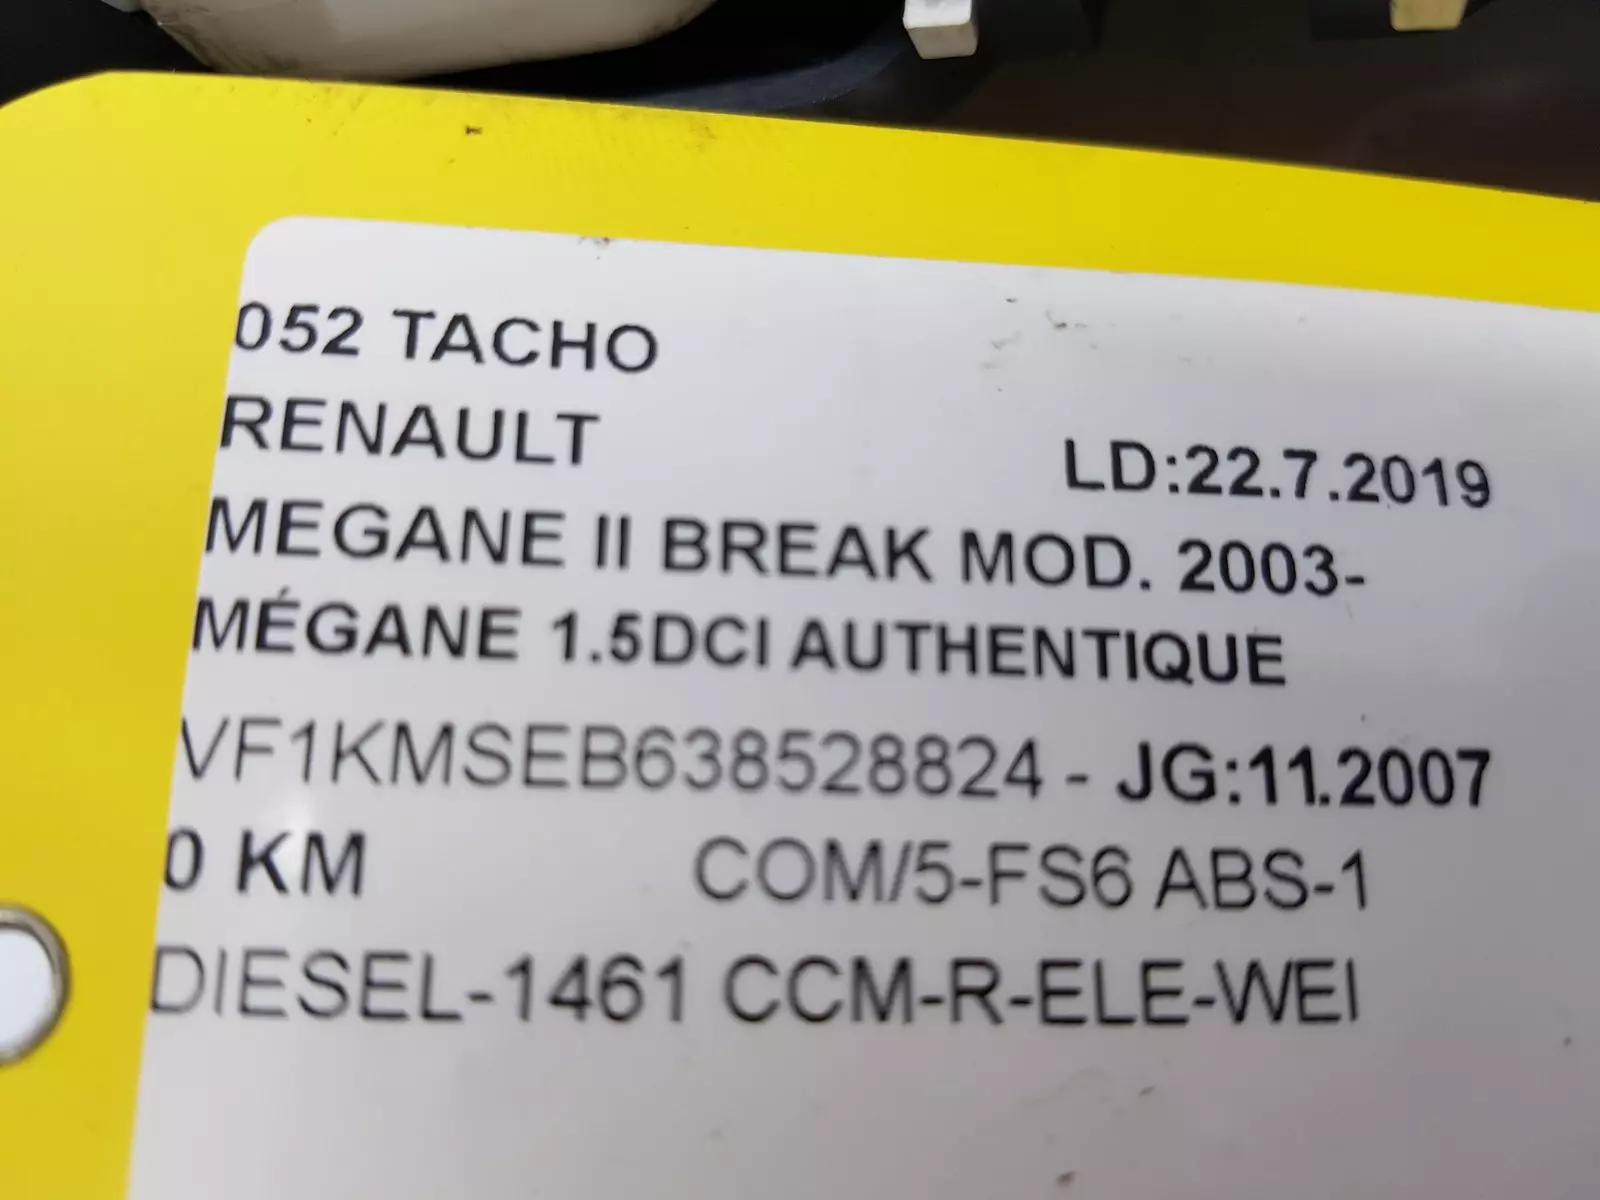 052 TACHO
RENAULT
LD:22.7.2019
MEGANE II BREAK MOD. 2003-
MÉGANE 1.5DCI AUTHENTIQUE
VF1KMSEB638528824 - JG:11.2007
0 KM COM/5-FS6 ABS-1
DIESEL-1461 CCM-R-ELE-WEI